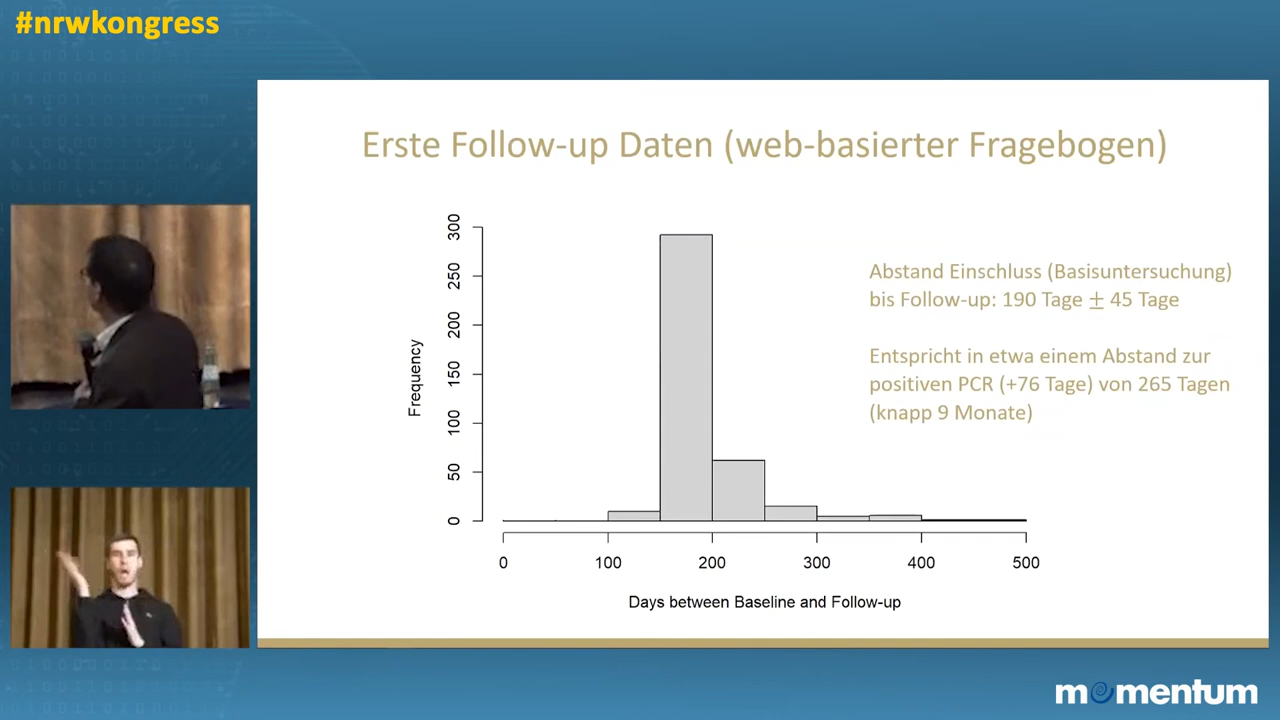 #nrwkongress
Erste Follow-up Daten (web-basierter Fragebogen)
300
250
200
150
100
50
0
Frequency
0 100 200 300 400 500
Days between Baseline and Follow-up
Abstand Einschluss (Basisuntersuchung)
bis Follow-up: 190 Tage ± 45 Tage
Entspricht in etwa einem Abstand zur
positiven PCR (+76 Tage) von 265 Tagen
(knapp 9 Monate)
momentum